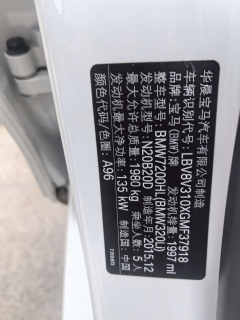 华晨宝马汽车有限公司制造
车辆识别代号：LBV8V310XGMF37918
品牌：宝马(BMW)牌 发动机排量：1997 ml
整车型号：BMW7200HL(BMW320Li)
发动机型号：N20B20D 制造年月：2015.12
最大允许总质量：1980 kg 乘坐人数：5 人
发动机最大净功率：135 kW 制造国：中国
颜色代码/色圈：A96